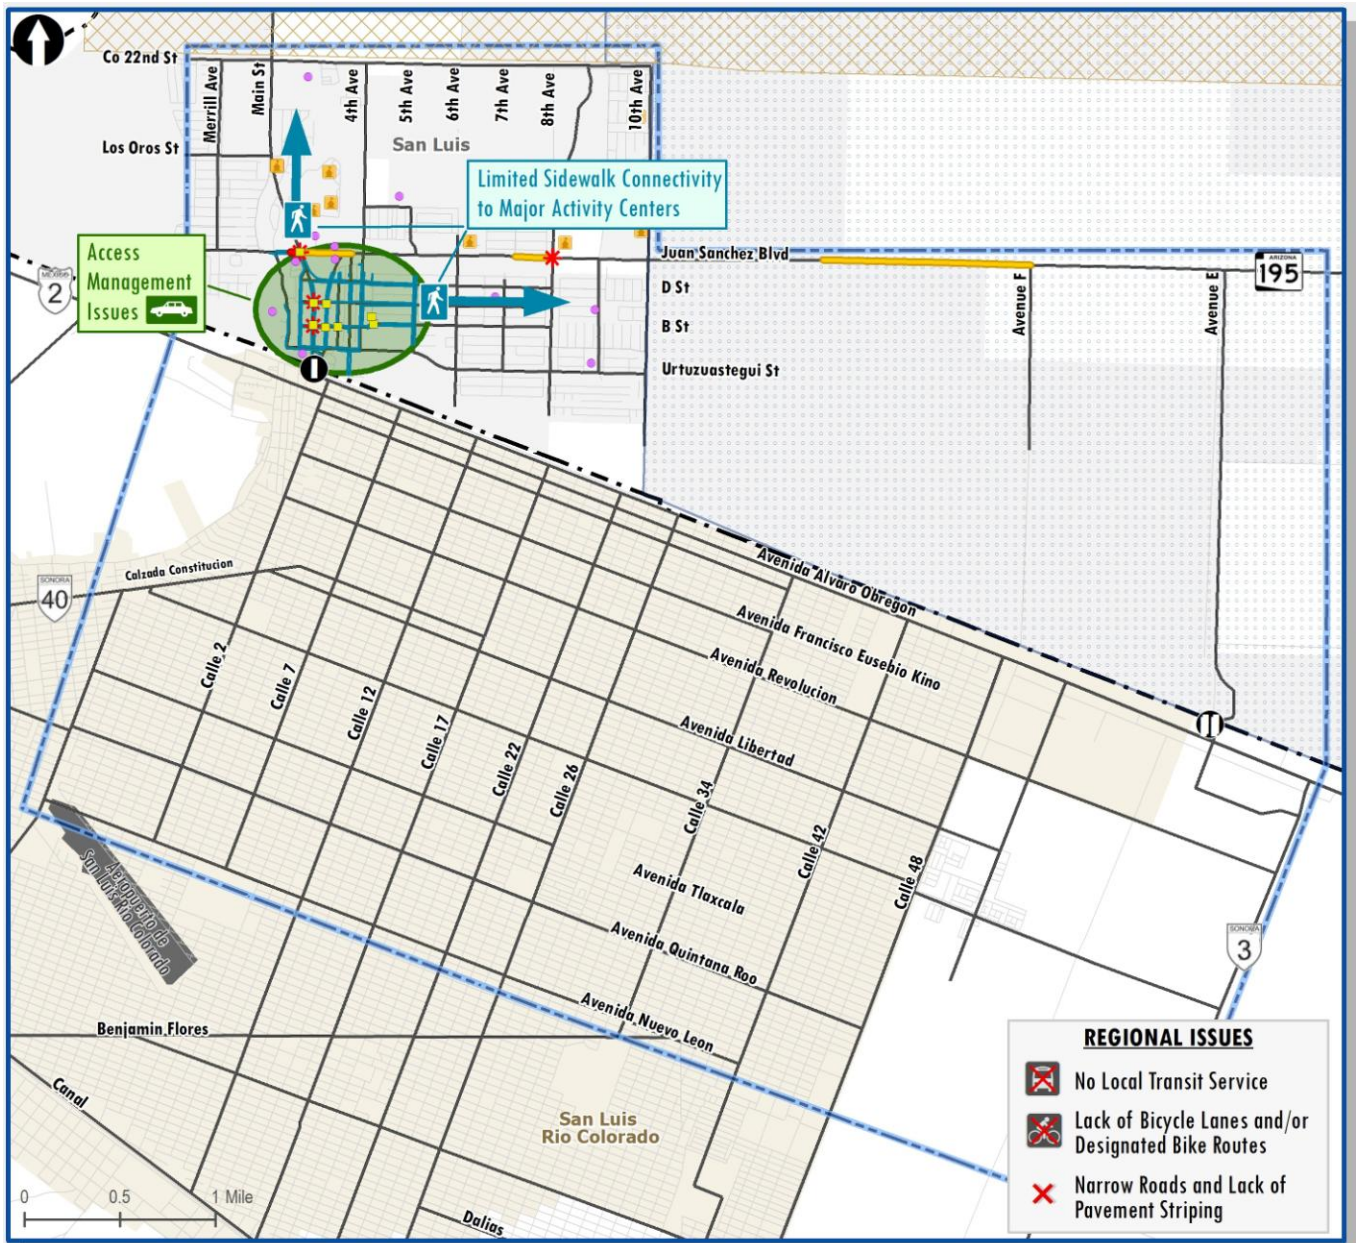 Co 22nd St
Merrill Ave
Main St
4th Ave
5th Ave
6th Ave
7th Ave
8th Ave
10th Ave
San Luis
Los Oros St
Limited Sidewalk Connectivity
to Major Activity Centers
Access
Management
Issues
MEXICO
2
Juan Sanchez Blvd
ARIZONA
195
D St
B St
Urtuzuastegui St
Avenue F
Avenue E
I
II
Calzada Constitucion
SONORA
40
Avenida Alvaro Obregon
Avenida Francisco Eusebio Kino
Avenida Revolucion
Avenida Libertad
Calle 2
Calle 7
Calle 12
Calle 17
Calle 22
Calle 26
Calle 34
Calle 42
Calle 48
Avenida Tlaxcala
Avenida Quintana Roo
Avenida Nuevo Leon
Aeropuerto de
San Luis Rio Colorado
SONORA
3
Benjamin Flores
Canal
San Luis
Rio Colorado
Dalias
0 0.5 1 Mile
REGIONAL ISSUES
No Local Transit Service
Lack of Bicycle Lanes and/or
Designated Bike Routes
Narrow Roads and Lack of
Pavement Striping